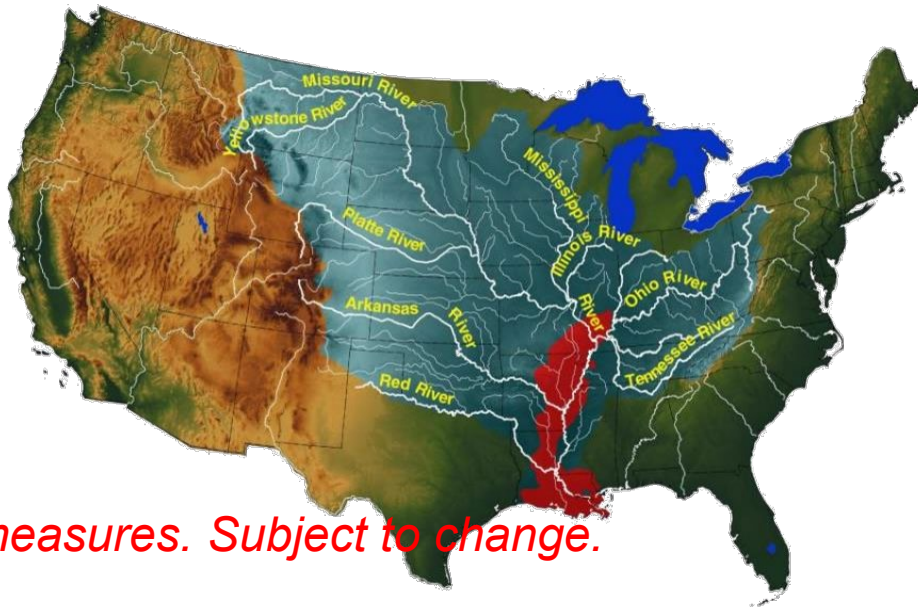 Missouri River
Yellowstone River
Mississippi
River
Platte River
Illinois River
Ohio River
Arkansas
River
Tennessee River
Red River
measures. Subject to change.